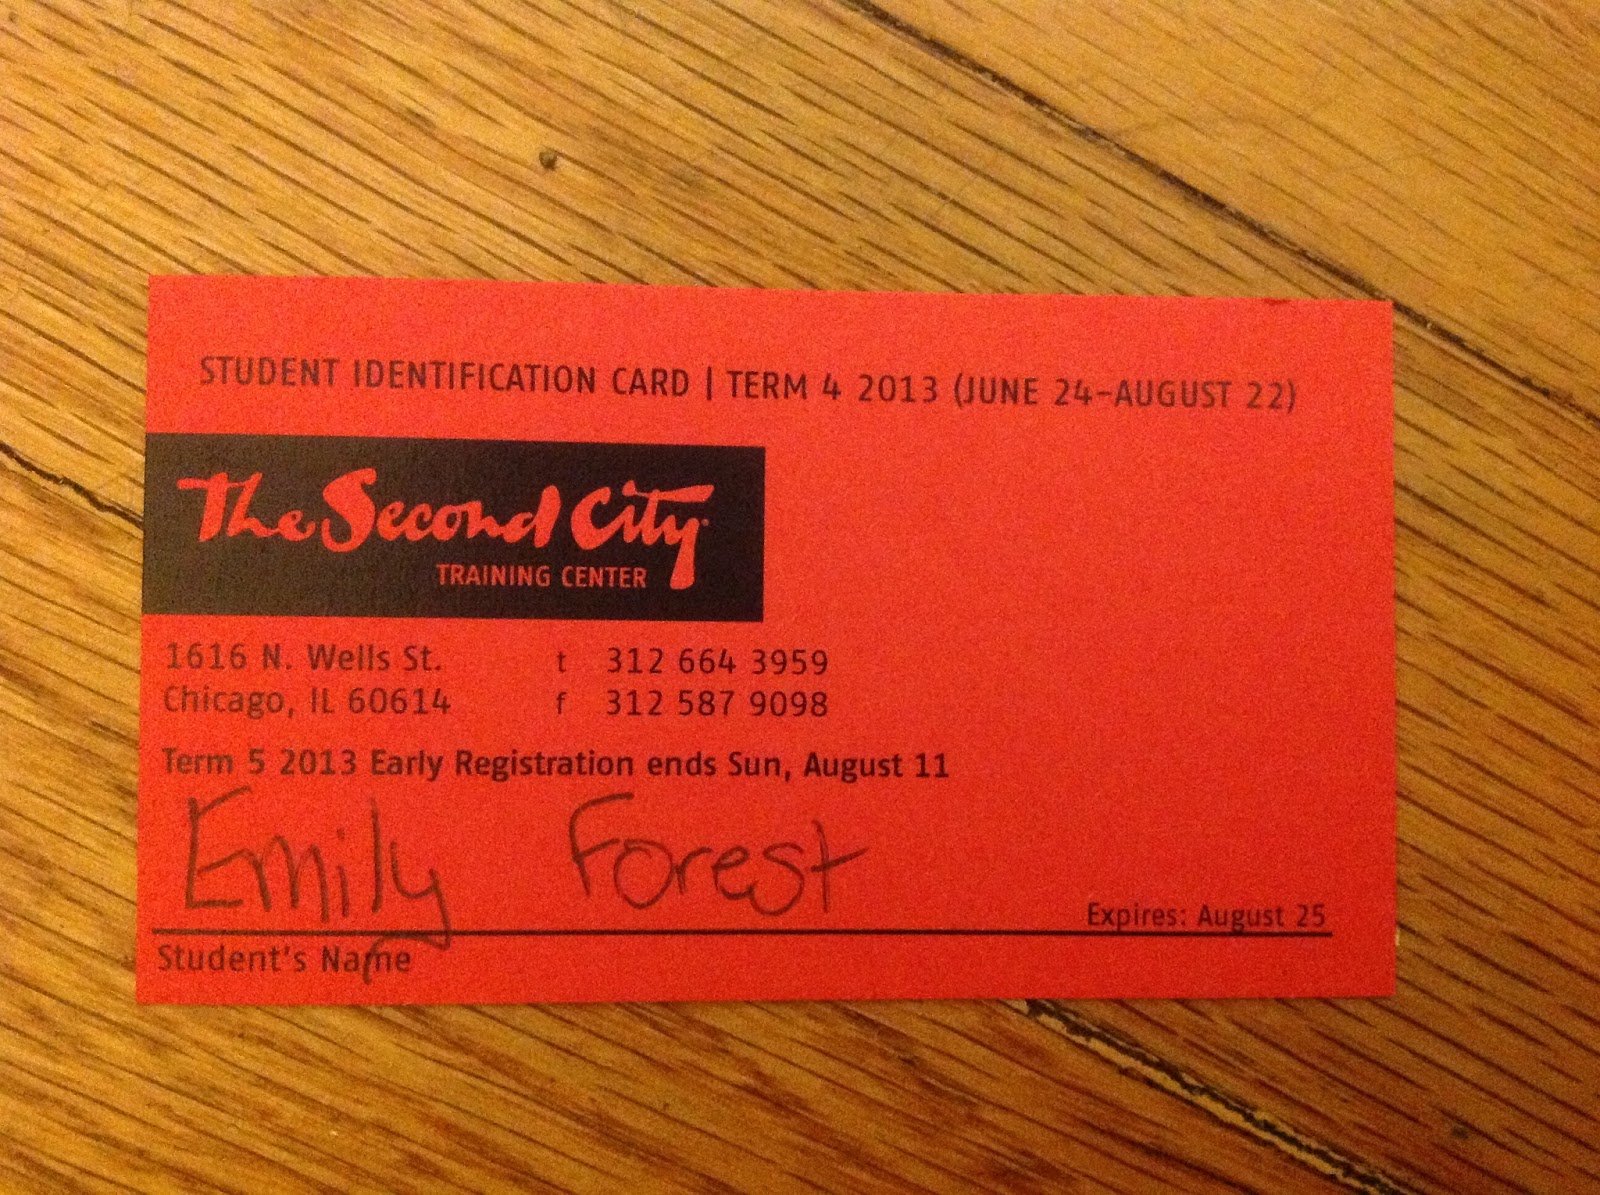 STUDENT IDENTIFICATION CARD | TERM 4 2013 (JUNE 24-AUGUST 22)
The Second City
TRAINING CENTER
1616 N. Wells St. t 312 664 3959
Chicago, IL 60614 f 312 587 9098
Term 5 2013 Early Registration ends Sun, August 11
Emily Forest
Expires: August 25
Student's Name